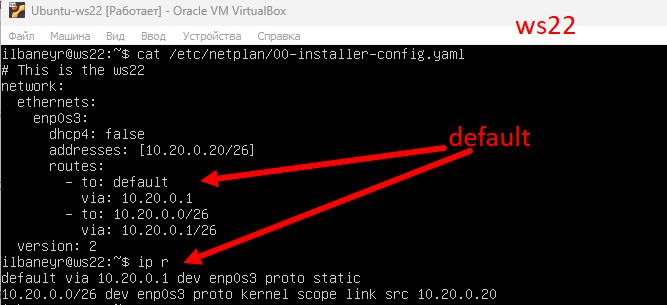 Ubuntu-ws22 [Работает] - Oracle VM VirtualBox
Файл Машина Вид Ввод Устройства Справка
ws22
ilbaneyr@ws22:~$ cat /etc/netplan/00-installer-config.yaml
# This is the ws22
network:
  ethernets:
    enp0s3:
      dhcp4: false
default
      addresses: [10.20.0.20/26]
      routes:
        - to: default
          via: 10.20.0.1
        - to: 10.20.0.0/26
          via: 10.20.0.1/26
  version: 2
ilbaneyr@ws22:~$ ip r
default via 10.20.0.1 dev enp0s3 proto static
10.20.0.0/26 dev enp0s3 proto kernel scope link src 10.20.0.20